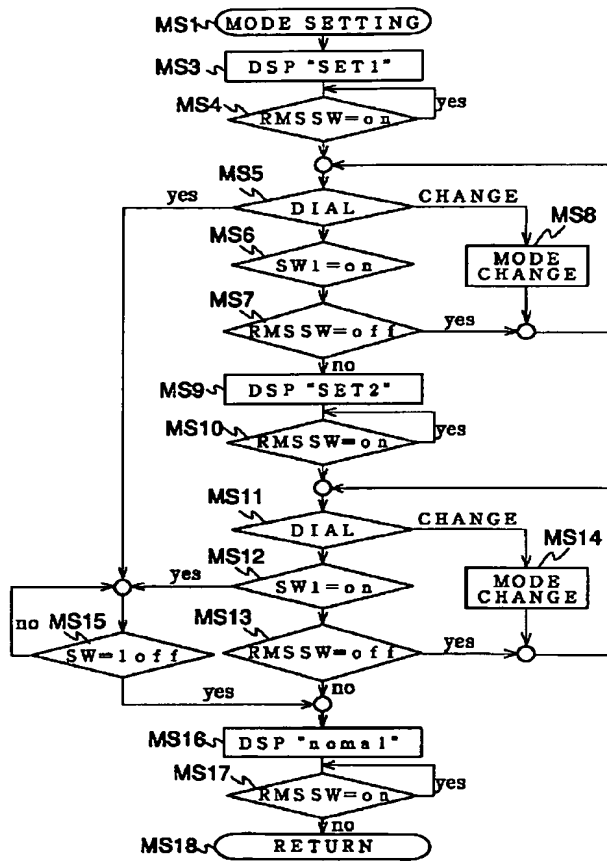 MS1 MODE SETTING
MS3 DSP "SET1"
MS4 RMSSW=on yes
MS5 yes DIAL CHANGE
MS6 SW1=on
MS8 MODE CHANGE
MS7 RMSSW=off yes
no
MS9 DSP "SET2"
MS10 RMSSW=on yes
MS11 DIAL CHANGE
MS12 yes SW1=on
MS14 MODE CHANGE
MS13 RMSSW=off yes
no
MS15 no SW=1off
yes
MS16 DSP "nomal"
MS17 RMSSW=on yes
no
MS18 RETURN